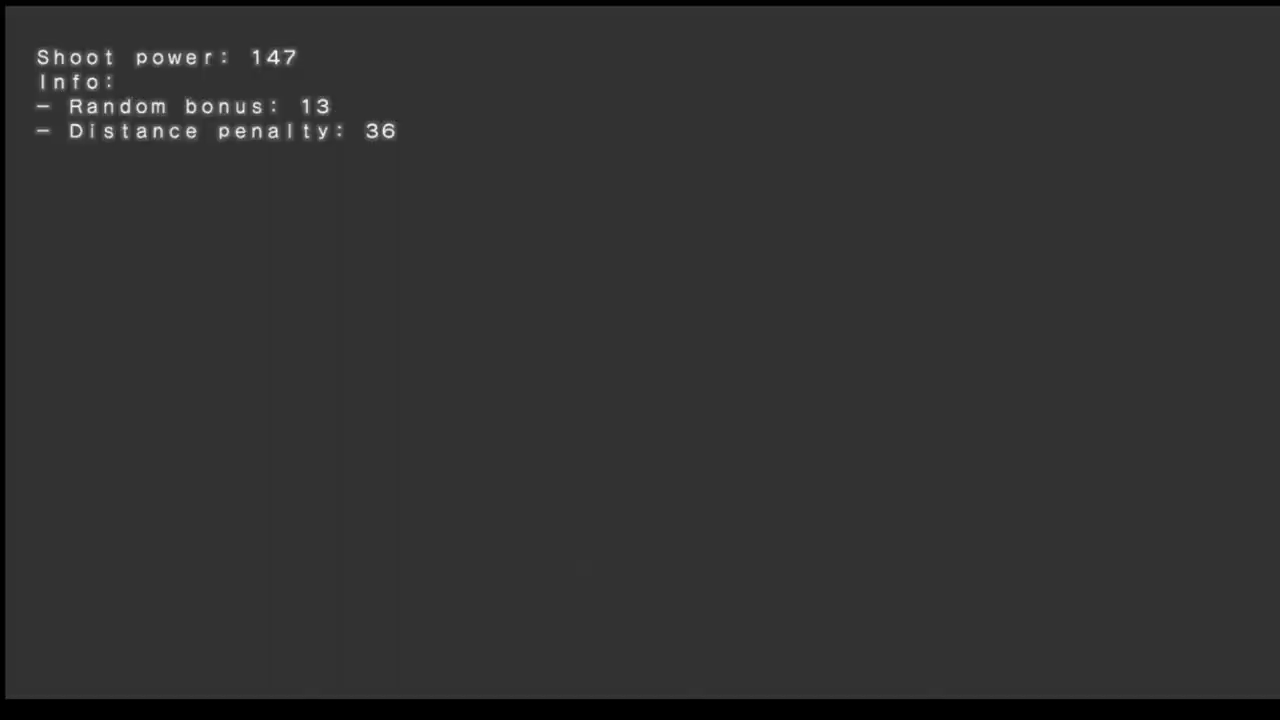 Shoot power: 147
Info:
- Random bonus: 13
- Distance penalty: 36